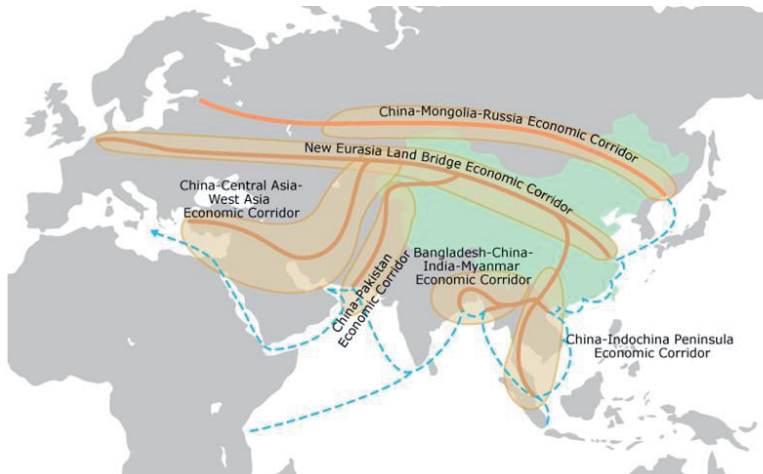 China-Mongolia-Russia Economic Corridor
New Eurasia Land Bridge Economic Corridor
China-Central Asia-
West Asia
Economic Corridor
China-Pakistan
Economic Corridor
Bangladesh-China-
India-Myanmar
Economic Corridor
China-Indochina Peninsula
Economic Corridor